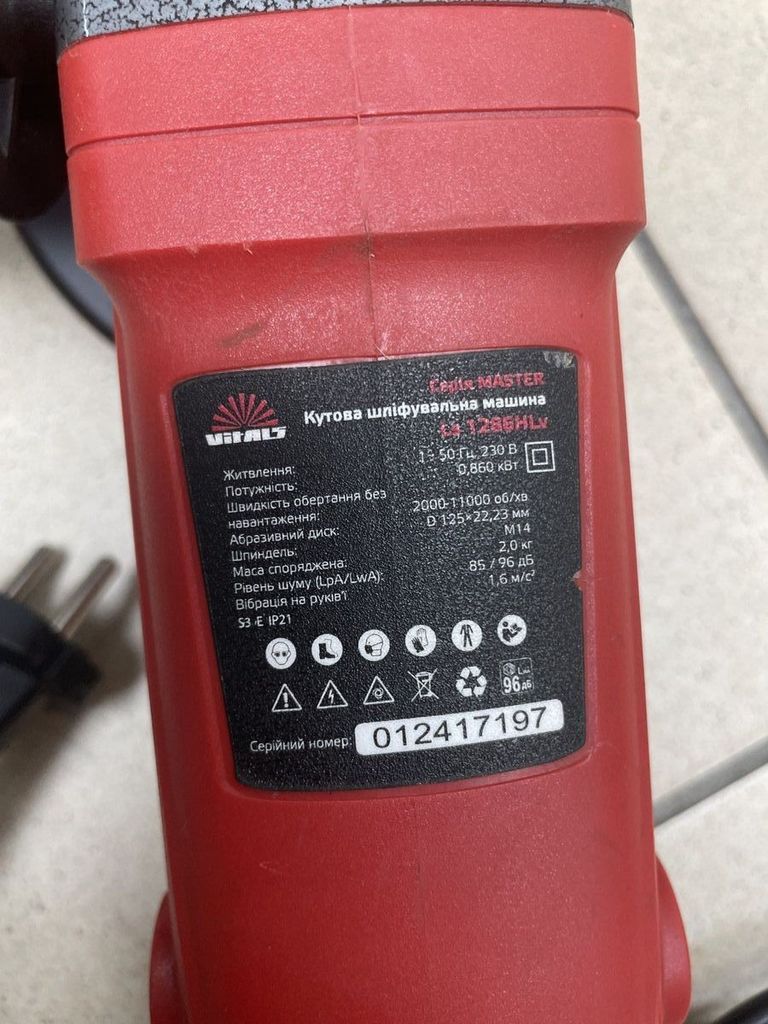 Серія MASTER
Кутова шліфувальна машина
VITALS
1286HLv
Живлення: 50 Гц, 230 В
Потужність: 0,860 кВт
Швидкість обертання без
навантаження: 2000-11000 об/хв
Абразивний диск: D 125×22,23 мм
Шпиндель: M14
Маса споряджена: 2,0 кг
Рівень шуму (LpA/LwA): 85 / 96 дБ
Вібрація на руків'ї 1,6 м/с²
IP21
96 дБ
Серійний номер: 012417197